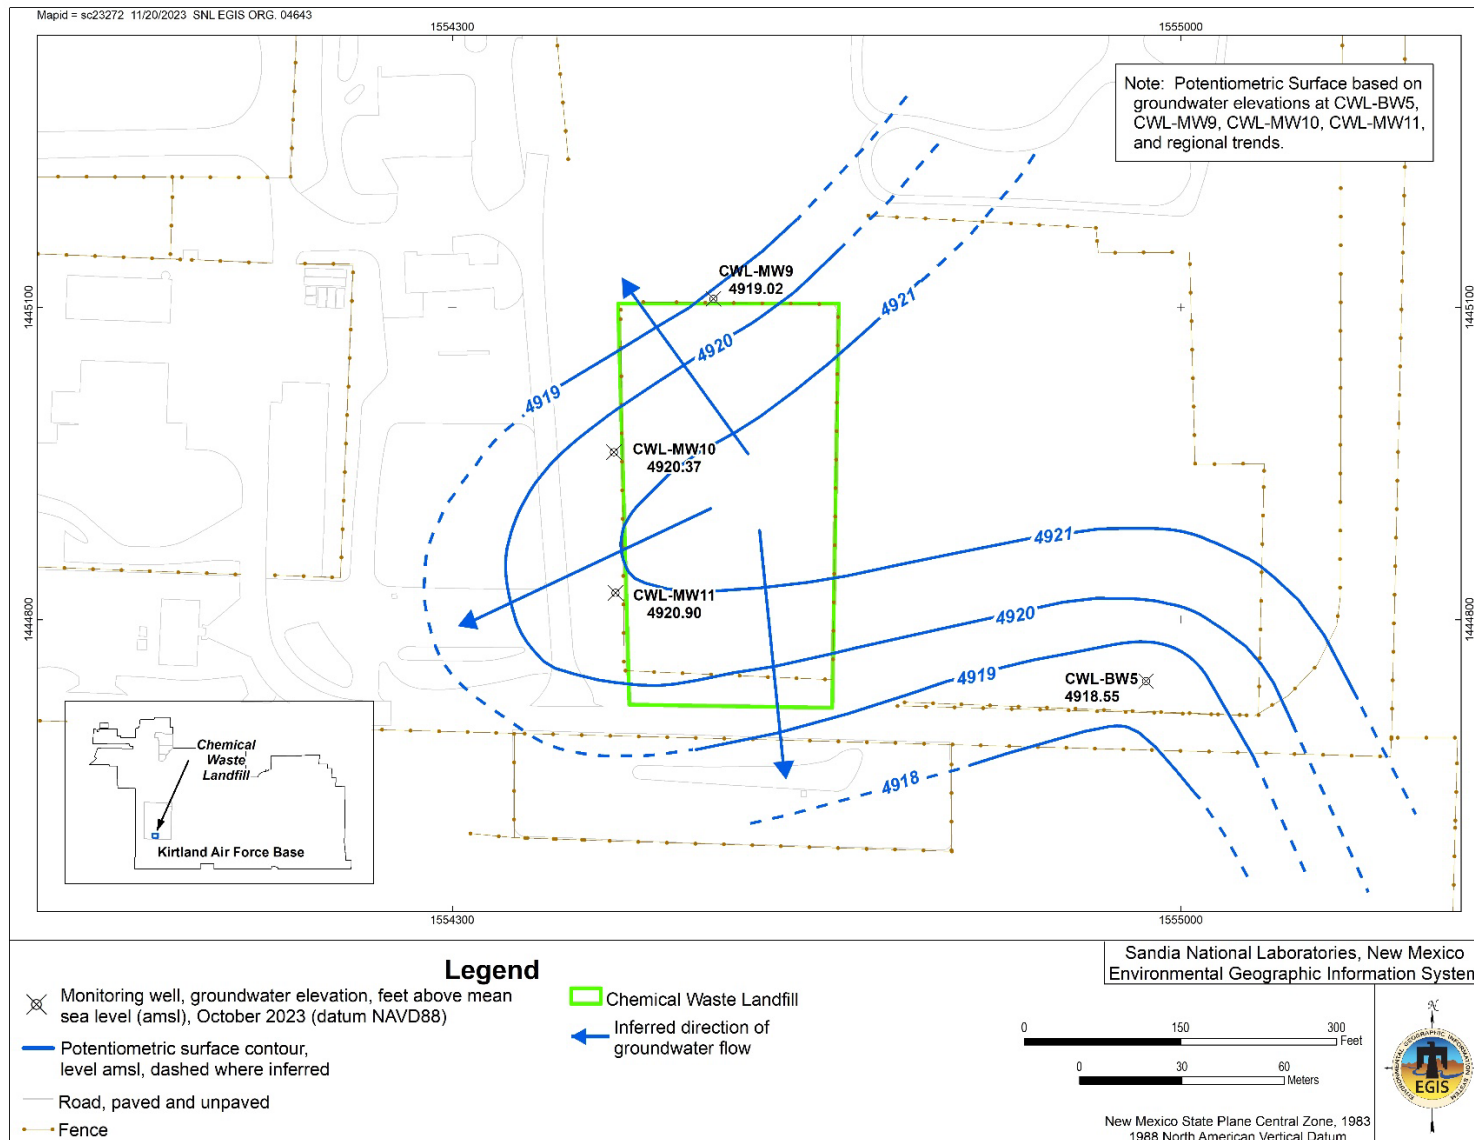 Mapid = sc23272 11/20/2023 SNL EGIS ORG. 04643
1554300
1555000
Note: Potentiometric Surface based on
groundwater elevations at CWL-BW5,
CWL-MW9, CWL-MW10, CWL-MW11,
and regional trends.
1445100
1445100
CWL-MW9
4919.02
4921
4920
4919
CWL-MW10
4920.37
4921
CWL-MW11
4920.90
4920
4919
CWL-BW5
4918.55
4918
1444800
1444800
Chemical
Waste
Landfill
Kirtland Air Force Base
1554300
1555000
Legend
Monitoring well, groundwater elevation, feet above mean
sea level (amsl), October 2023 (datum NAVD88)
Potentiometric surface contour,
level amsl, dashed where inferred
Road, paved and unpaved
Fence
Chemical Waste Landfill
Inferred direction of
groundwater flow
Sandia National Laboratories, New Mexico
Environmental Geographic Information System
0 150 300
Feet
0 30 60
Meters
New Mexico State Plane Central Zone, 1983
1988 North American Vertical Datum
N
ENVIRONMENTAL GEOGRAPHIC INFORMATION SYSTEM
EGIS